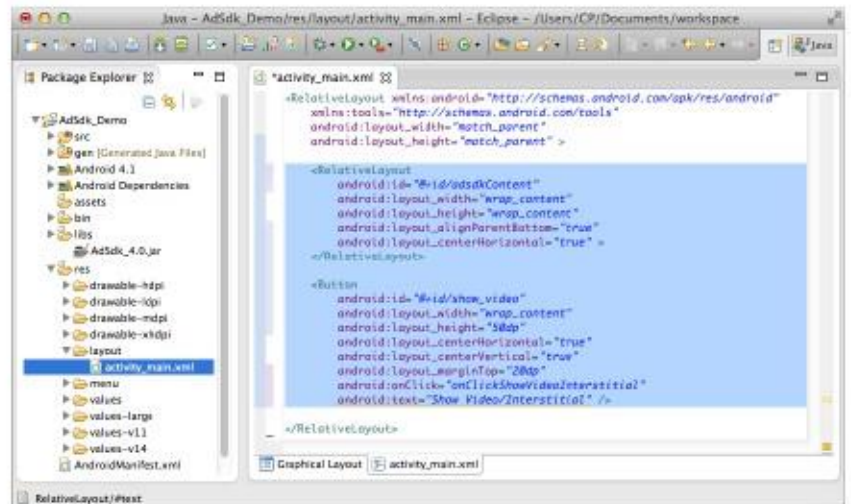 Java - AdSdk_Demo/res/layout/activity_main.xml - Eclipse - /Users/CP/Documents/workspace
Java
Package Explorer
*activity_main.xml
AdSdk_Demo
src
gen [Generated Java Files]
Android 4.1
Android Dependencies
assets
bin
libs
AdSdk_4.0.jar
res
drawable-hdpi
drawable-ldpi
drawable-mdpi
drawable-xhdpi
layout
activity_main.xml
menu
values
values-large
values-v11
values-v14
AndroidManifest.xml
<RelativeLayout xmlns:android="http://schemas.android.com/apk/res/android"
xmlns:tools="http://schemas.android.com/tools"
android:layout_width="match_parent"
android:layout_height="match_parent" >
<RelativeLayout
android:id="@+id/adsdkContent"
android:layout_width="wrap_content"
android:layout_height="wrap_content"
android:layout_alignParentBottom="true"
android:layout_centerHorizontal="true" >
</RelativeLayout>
<Button
android:id="@+id/show_video"
android:layout_width="wrap_content"
android:layout_height="50dp"
android:layout_centerHorizontal="true"
android:layout_centerVertical="true"
android:layout_marginTop="20dp"
android:onClick="onClickShowVideoInterstitial"
android:text="Show Video/Interstitial" />
</RelativeLayout>
Graphical Layout
activity_main.xml
RelativeLayout/#text